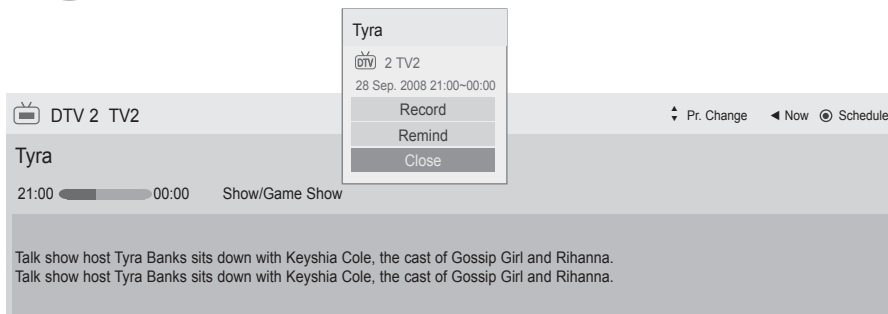 Tyra
DTV 2 TV2
28 Sep. 2008 21:00~00:00
Record
Remind
Close
DTV 2 TV2
Pr. Change Now Schedule
Tyra
21:00 00:00 Show/Game Show
Talk show host Tyra Banks sits down with Keyshia Cole, the cast of Gossip Girl and Rihanna.
Talk show host Tyra Banks sits down with Keyshia Cole, the cast of Gossip Girl and Rihanna.